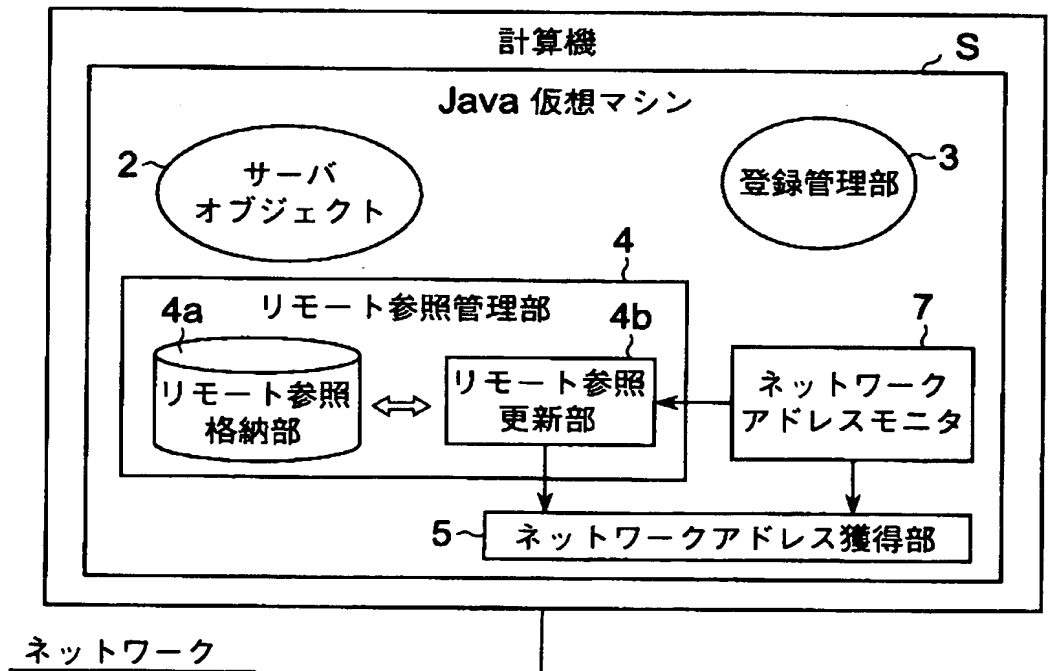 計算機
S
Java 仮想マシン
2
サーバ
オブジェクト
登録管理部
3
4
リモート参照管理部
4a
4b
7
リモート参照
格納部
リモート参照
更新部
ネットワーク
アドレスモニタ
5
ネットワークアドレス獲得部
ネットワーク